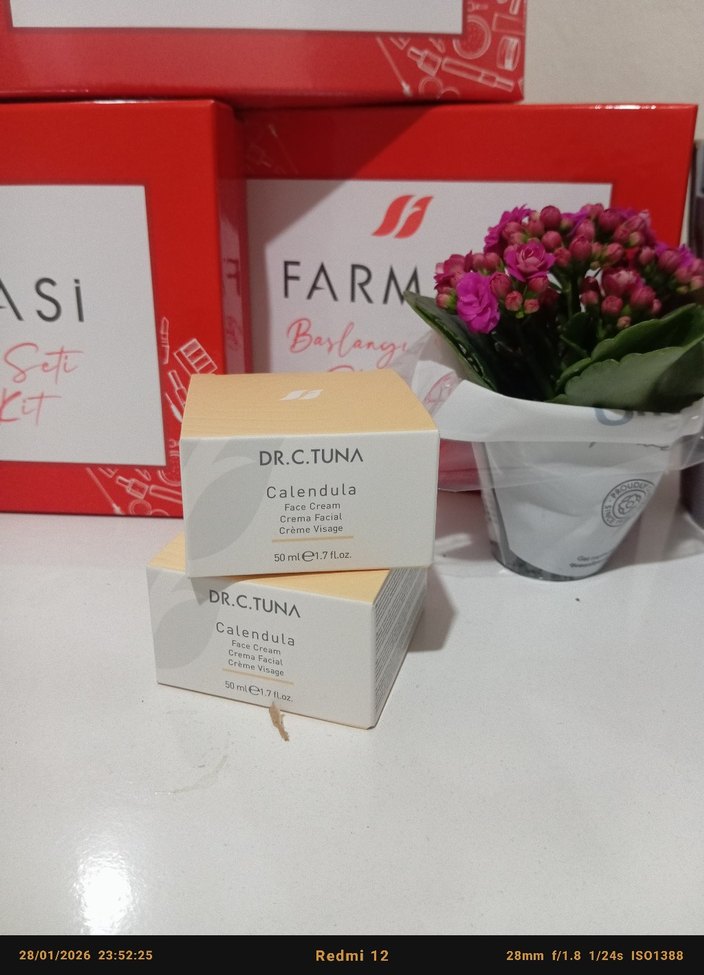 ASİ
Seti
Kit
FARM
DR.C.TUNA
Calendula
Face Cream
Crema Facial
Crème Visage
50 ml℮1.7 fl.oz.
DR.C.TUNA
Calendula
Face Cream
Crema Facial
Crème Visage
50 ml℮1.7 fl.oz.
28/01/2026 23:52:25
Redmi 12
28mm f/1.8 1/24s ISO1388